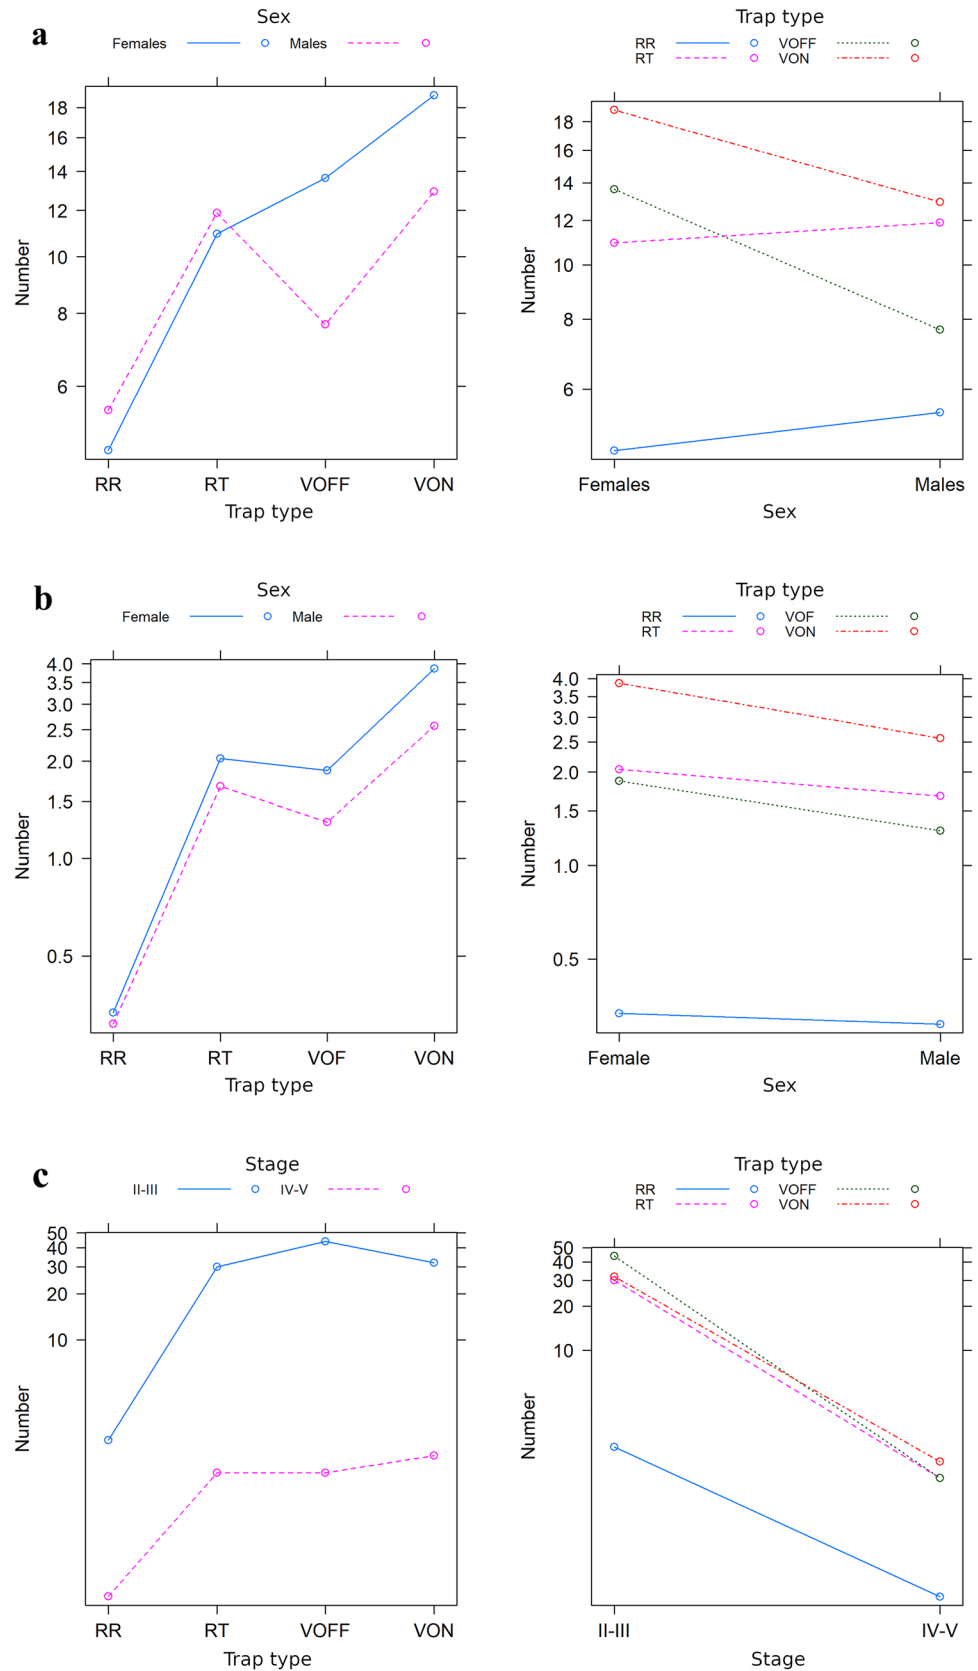 a
Sex
Females Males
18
16
14
12
10
8
6
Number
RR RT VOFF VON
Trap type
Trap type
RR VOFF
RT VON
18
16
14
12
10
8
6
Number
Females Males
Sex
b
Sex
Female Male
4.0
3.5
3.0
2.5
2.0
1.5
1.0
0.5
Number
RR RT VOF VON
Trap type
Trap type
RR VOF
RT VON
4.0
3.5
3.0
2.5
2.0
1.5
1.0
0.5
Number
Female Male
Sex
c
Stage
II-III IV-V
50
40
30
20
10
Number
RR RT VOFF VON
Trap type
Trap type
RR VOFF
RT VON
50
40
30
20
10
Number
II-III IV-V
Stage